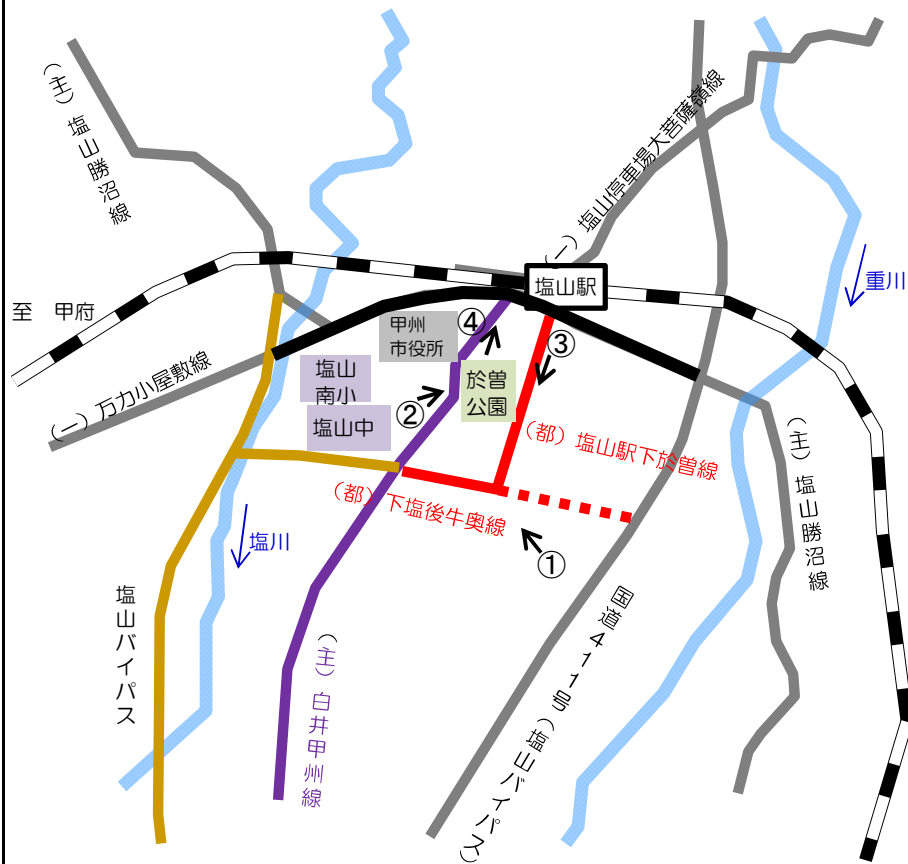 (主)塩山勝沼線
(一)塩山停車場大菩薩嶺線
塩山駅
重川
至 甲府
甲州
市役所
④
③
(一)万力小屋敷線
塩山
南小
於曽
公園
②
塩山中
(都)塩山駅下於曽線
(都)下塩後牛奥線
(主)塩山勝沼線
塩川
①
塩山バイパス
(主)白井甲州線
国道411号(塩山バイパス)